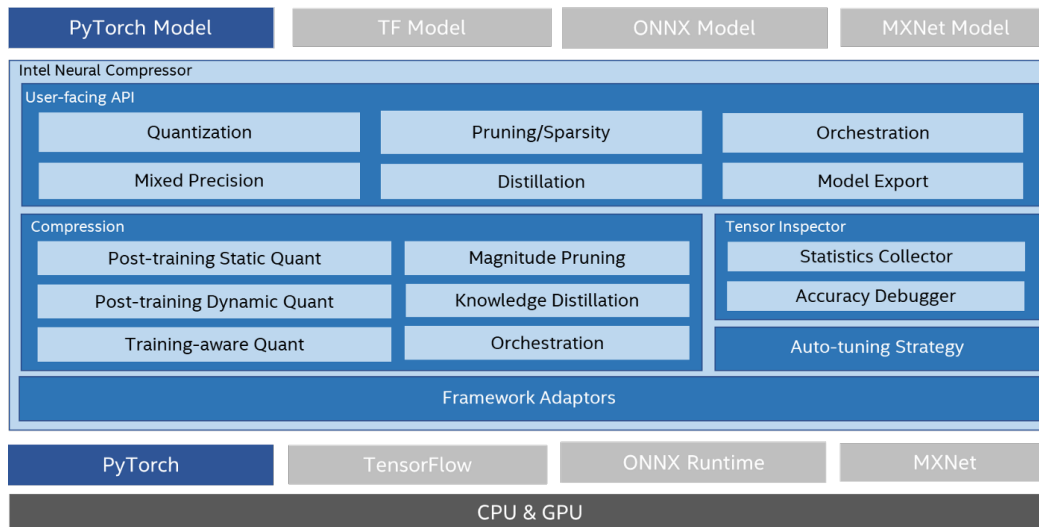 PyTorch Model
TF Model
ONNX Model
MXNet Model
Intel Neural Compressor
User-facing API
Quantization
Pruning/Sparsity
Orchestration
Mixed Precision
Distillation
Model Export
Compression
Post-training Static Quant
Magnitude Pruning
Post-training Dynamic Quant
Knowledge Distillation
Training-aware Quant
Orchestration
Tensor Inspector
Statistics Collector
Accuracy Debugger
Auto-tuning Strategy
Framework Adaptors
PyTorch
TensorFlow
ONNX Runtime
MXNet
CPU & GPU